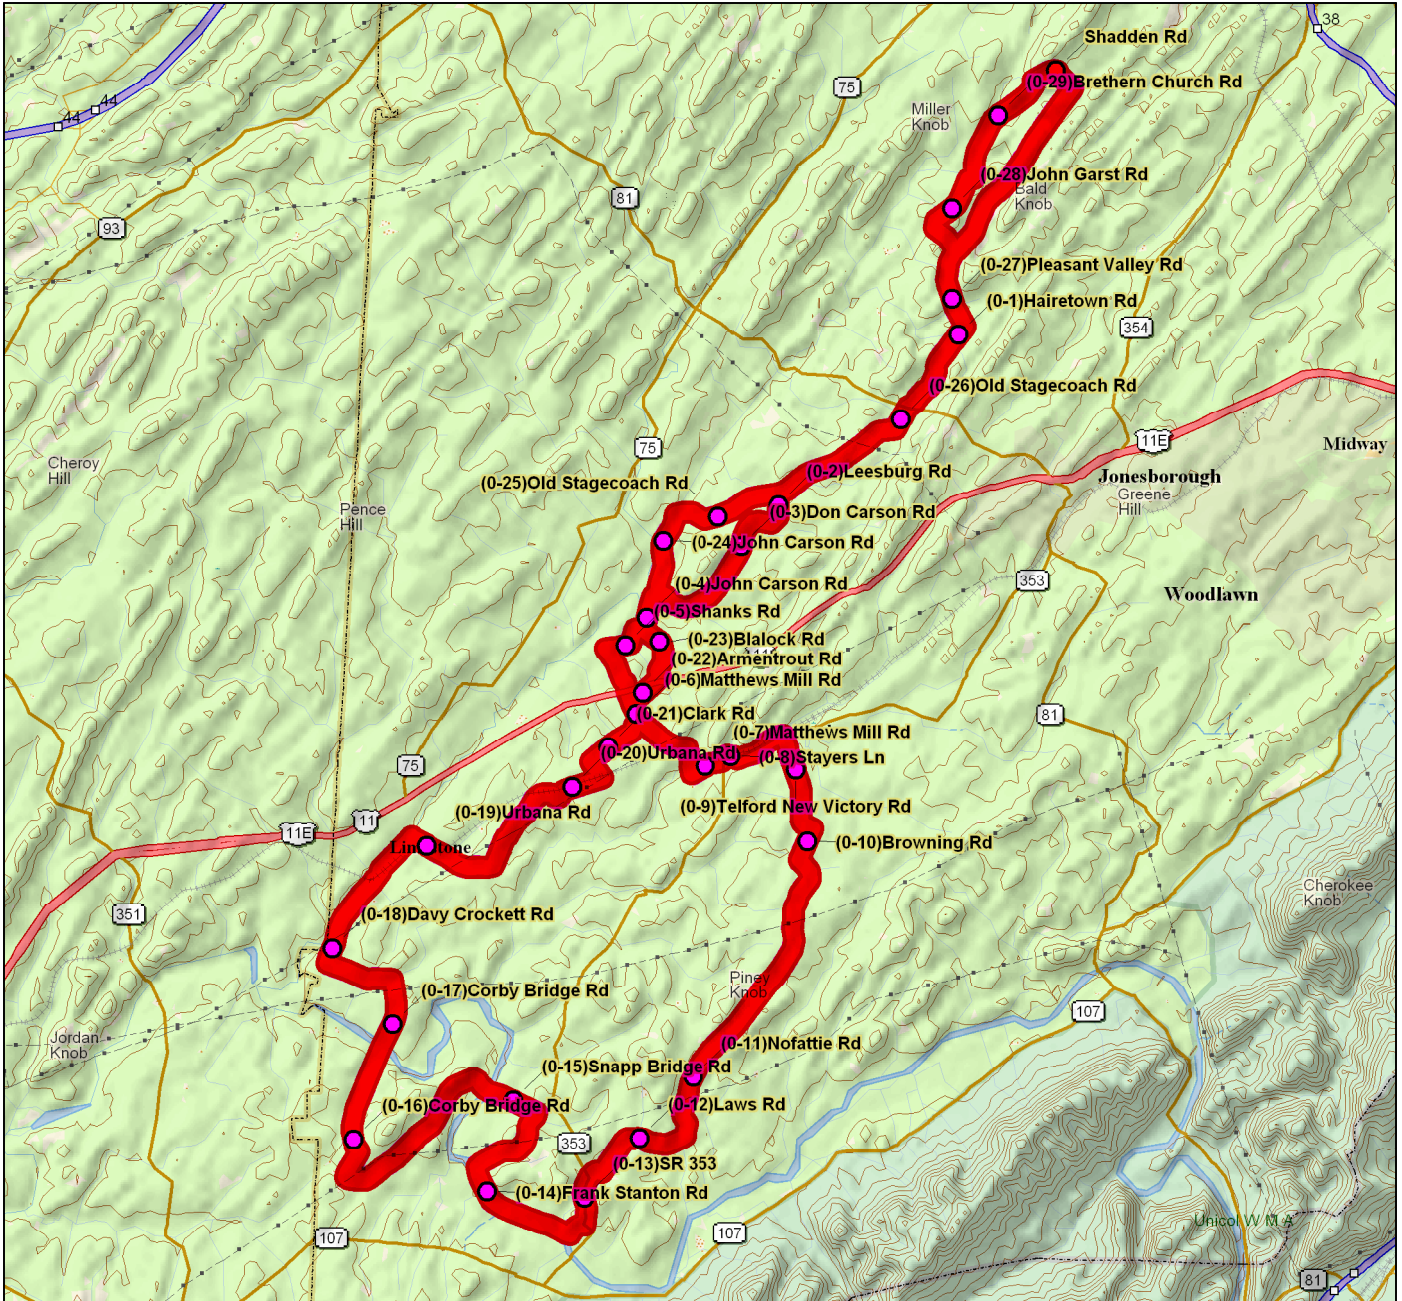 38
Shadden Rd
44
44
75
(0-29)Brethern Church Rd
Miller
Knob
(0-28)John Garst Rd
Bald
Knob
81
93
(0-27)Pleasant Valley Rd
(0-1)Hairetown Rd
354
(0-26)Old Stagecoach Rd
11E
Midway
75
Cheroy
Hill
(0-2)Leesburg Rd
Jonesborough
Greene
Hill
(0-25)Old Stagecoach Rd
Pence
Hill
(0-3)Don Carson Rd
(0-24)John Carson Rd
353
(0-4)John Carson Rd
Woodlawn
(0-5)Shanks Rd
(0-23)Blalock Rd
(0-22)Armentrout Rd
(0-6)Matthews Mill Rd
(0-21)Clark Rd
81
(0-7)Matthews Mill Rd
(0-20)Urbana Rd
(0-8)Stayers Ln
75
(0-9)Telford New Victory Rd
(0-19)Urbana Rd
11
11E
(0-10)Browning Rd
Limestone
Cherokee
Knob
351
(0-18)Davy Crockett Rd
Piney
Knob
(0-17)Corby Bridge Rd
107
Jordan
Knob
(0-11)Nofattie Rd
(0-15)Snapp Bridge Rd
(0-16)Corby Bridge Rd
(0-12)Laws Rd
353
(0-13)SR 353
(0-14)Frank Stanton Rd
Unicoi W M A
107
107
81